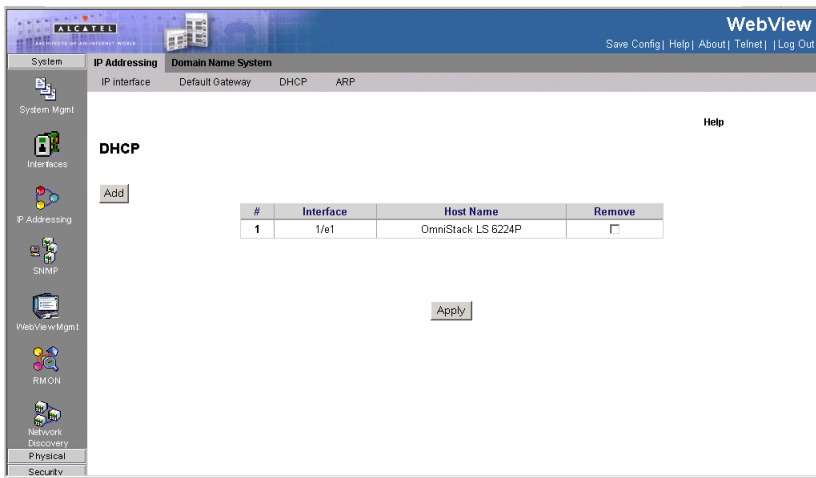 ALCATEL
ARCHITECTS OF AN INTERNET WORLD
WebView
Save Config| Help| About| Telnet| |Log Out
System
IP Addressing Domain Name System
IP interface Default Gateway DHCP ARP
System Mgmt
Interfaces
IP Addressing
SNMP
WebView Mgmt
RMON
Network
Discovery
Physical
Security
Help
DHCP
Add
# Interface Host Name Remove
1 1/e1 OmniStack LS 6224P
Apply